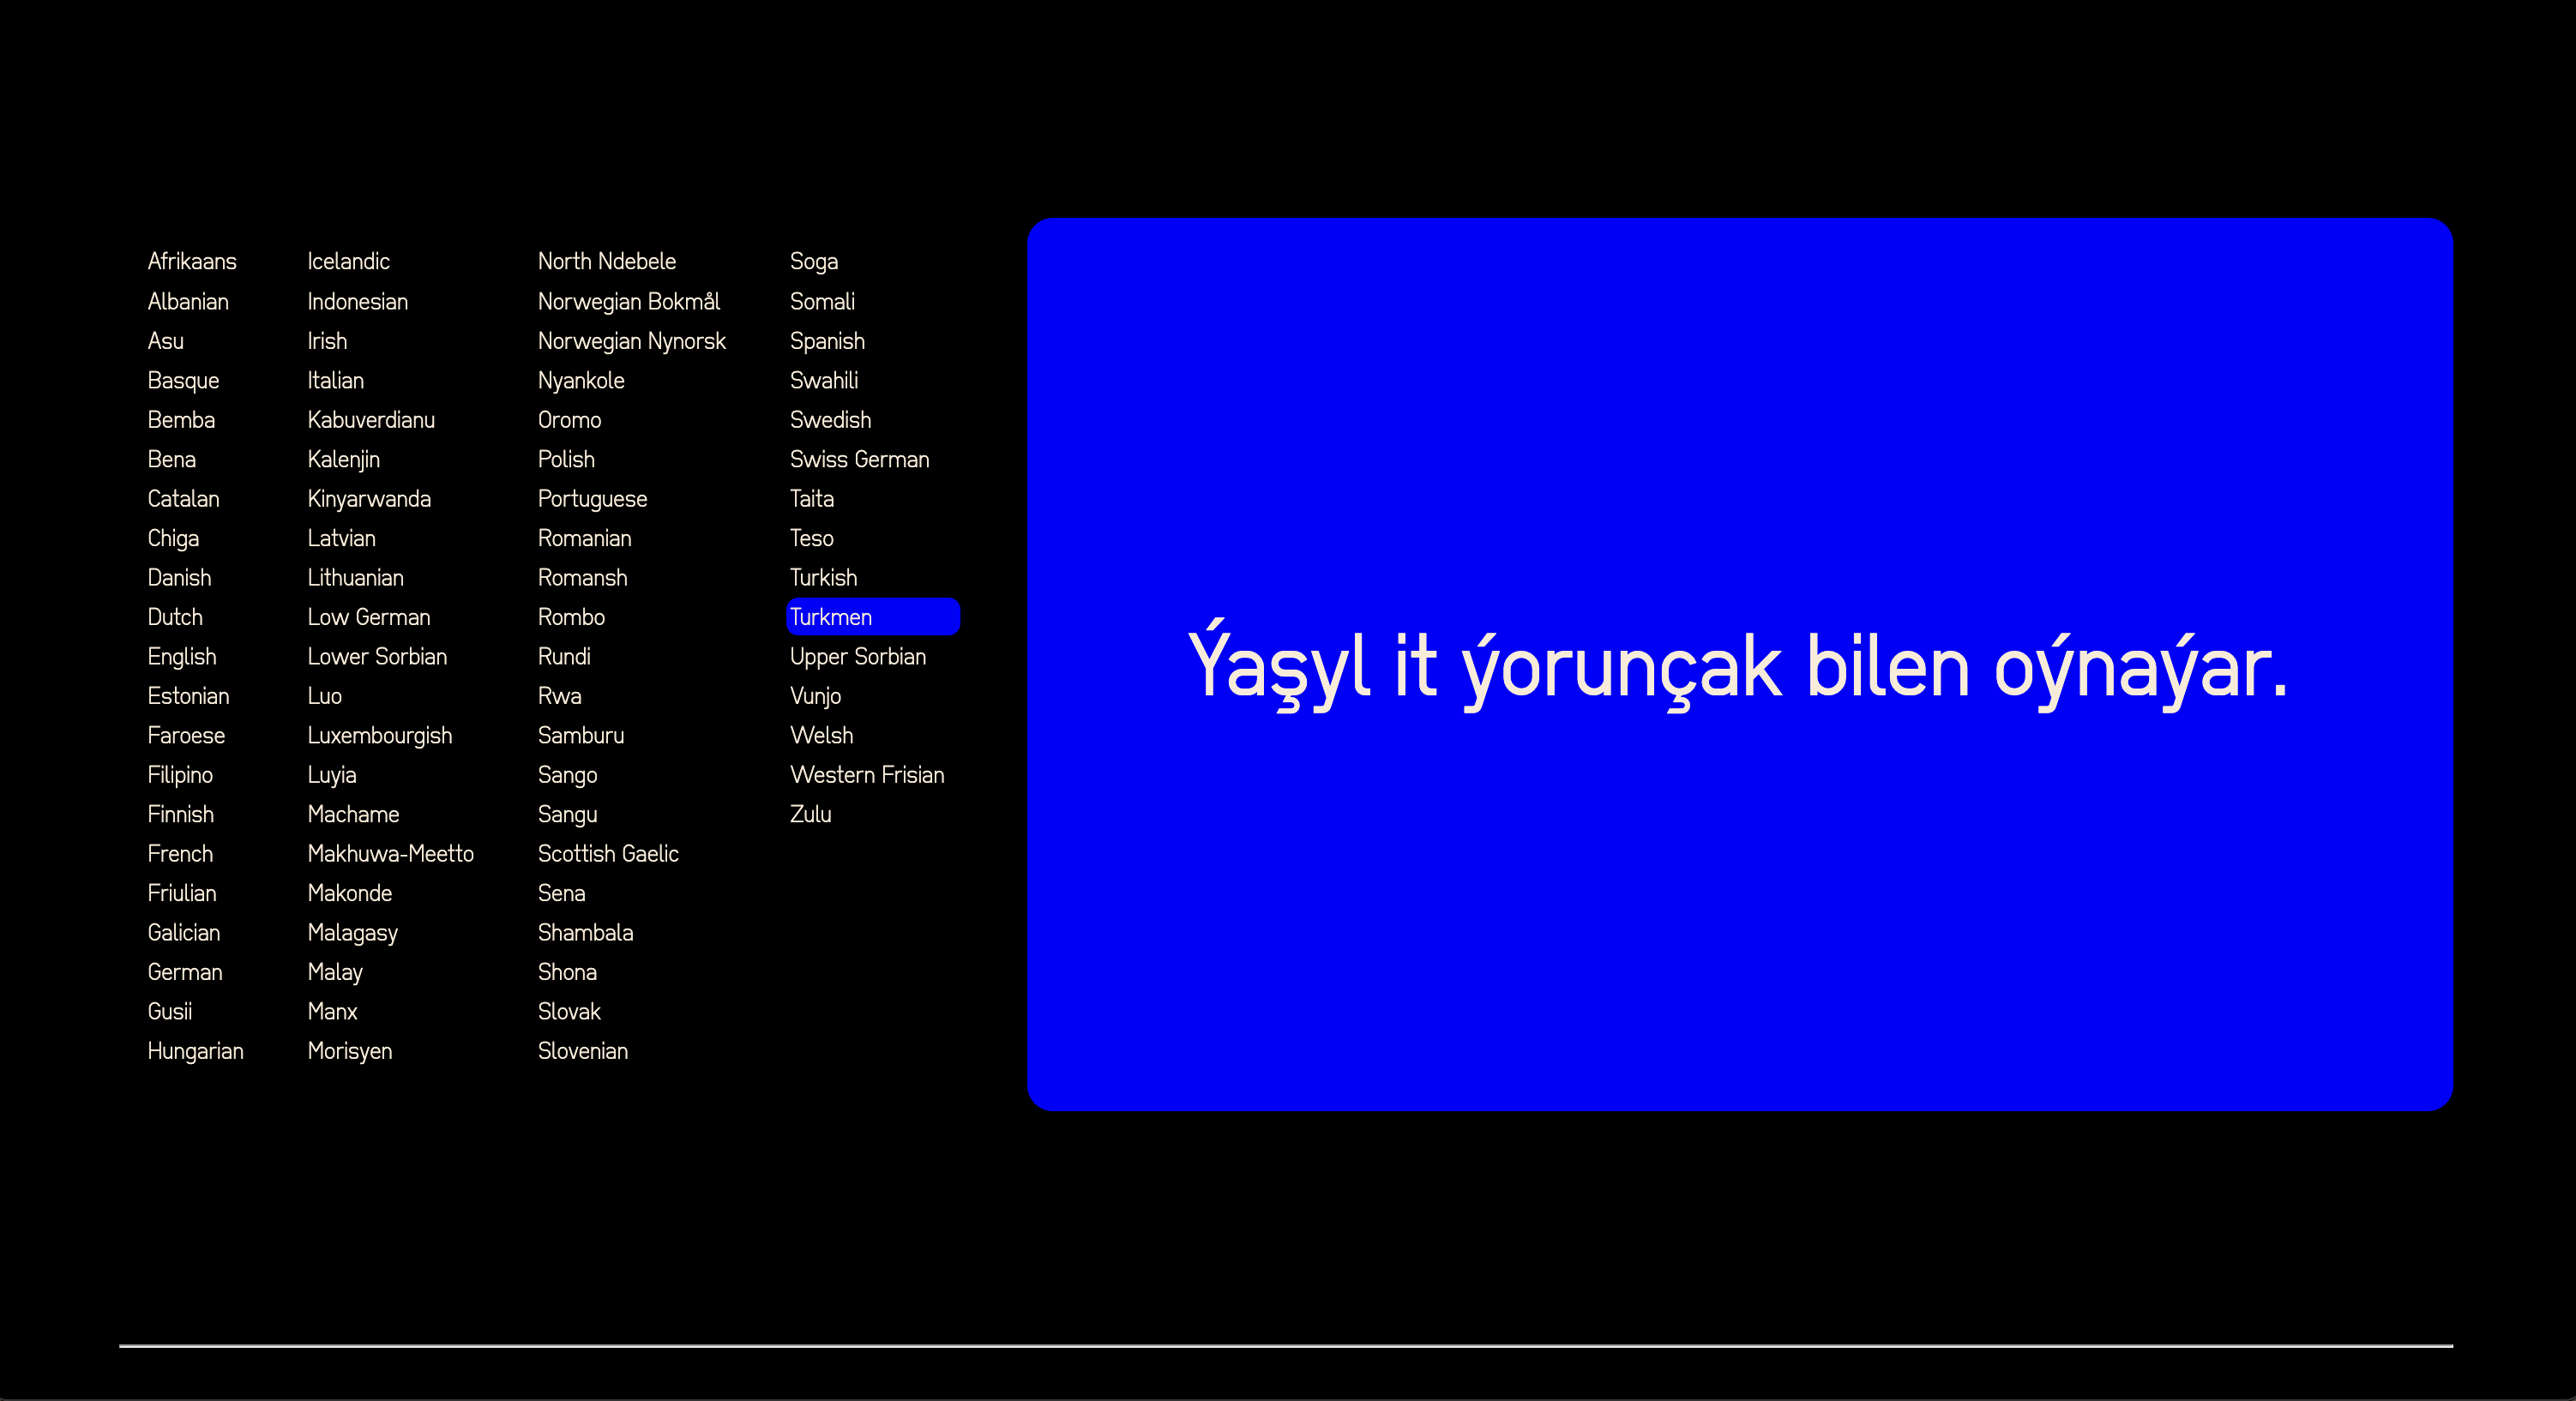 Afrikaans
Albanian
Asu
Basque
Bemba
Bena
Catalan
Chiga
Danish
Dutch
English
Estonian
Faroese
Filipino
Finnish
French
Friulian
Galician
German
Gusii
Hungarian
Icelandic
Indonesian
Irish
Italian
Kabuverdianu
Kalenjin
Kinyarwanda
Latvian
Lithuanian
Low German
Lower Sorbian
Luo
Luxembourgish
Luyia
Machame
Makhuwa-Meetto
Makonde
Malagasy
Malay
Manx
Morisyen
North Ndebele
Norwegian Bokmål
Norwegian Nynorsk
Nyankole
Oromo
Polish
Portuguese
Romanian
Romansh
Rombo
Rundi
Rwa
Samburu
Sango
Sangu
Scottish Gaelic
Sena
Shambala
Shona
Slovak
Slovenian
Soga
Somali
Spanish
Swahili
Swedish
Swiss German
Taita
Teso
Turkish
Turkmen
Upper Sorbian
Vunjo
Welsh
Western Frisian
Zulu
Ýaşyl it ýorunçak bilen oýnaýar.